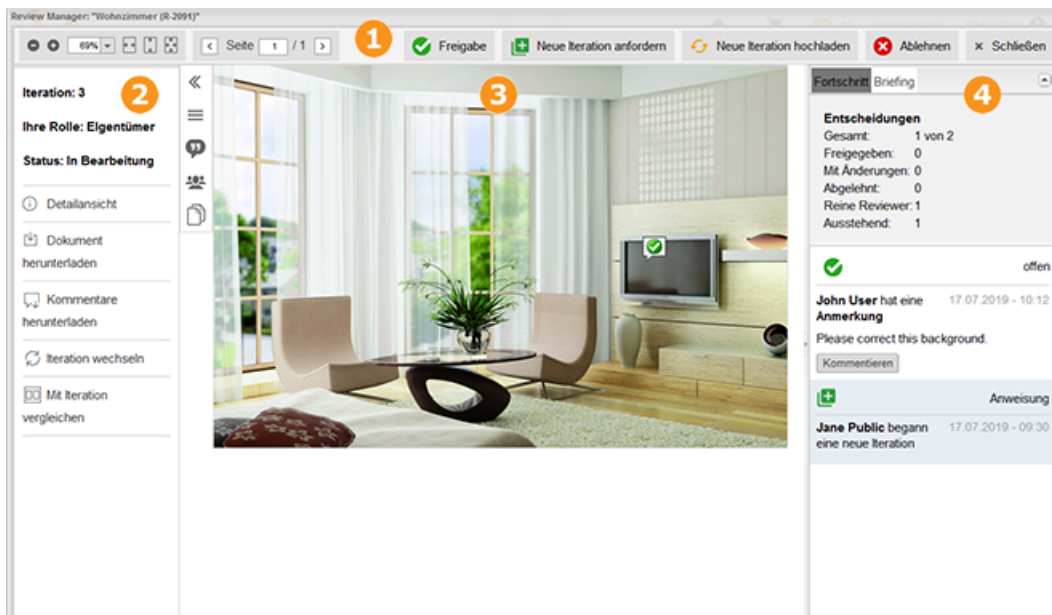 Review Manager: "Wohnzimmer (R-2091)"
69%
Seite 1 / 1
1
Freigabe
Neue Iteration anfordern
Neue Iteration hochladen
Ablehnen
× Schließen
Iteration: 3
2
Ihre Rolle: Eigentümer
Status: In Bearbeitung
Detailansicht
Dokument
herunterladen
Kommentare
herunterladen
Iteration wechseln
Mit Iteration
vergleichen
3
Fortschritt Briefing
4
Entscheidungen
Gesamt: 1 von 2
Freigegeben: 0
Mit Änderungen: 0
Abgelehnt: 0
Reine Reviewer: 1
Ausstehend: 1
offen
John User hat eine 17.07.2019 - 10:12
Anmerkung
Please correct this background.
Kommentieren
Anweisung
Jane Public begann 17.07.2019 - 09:30
eine neue Iteration